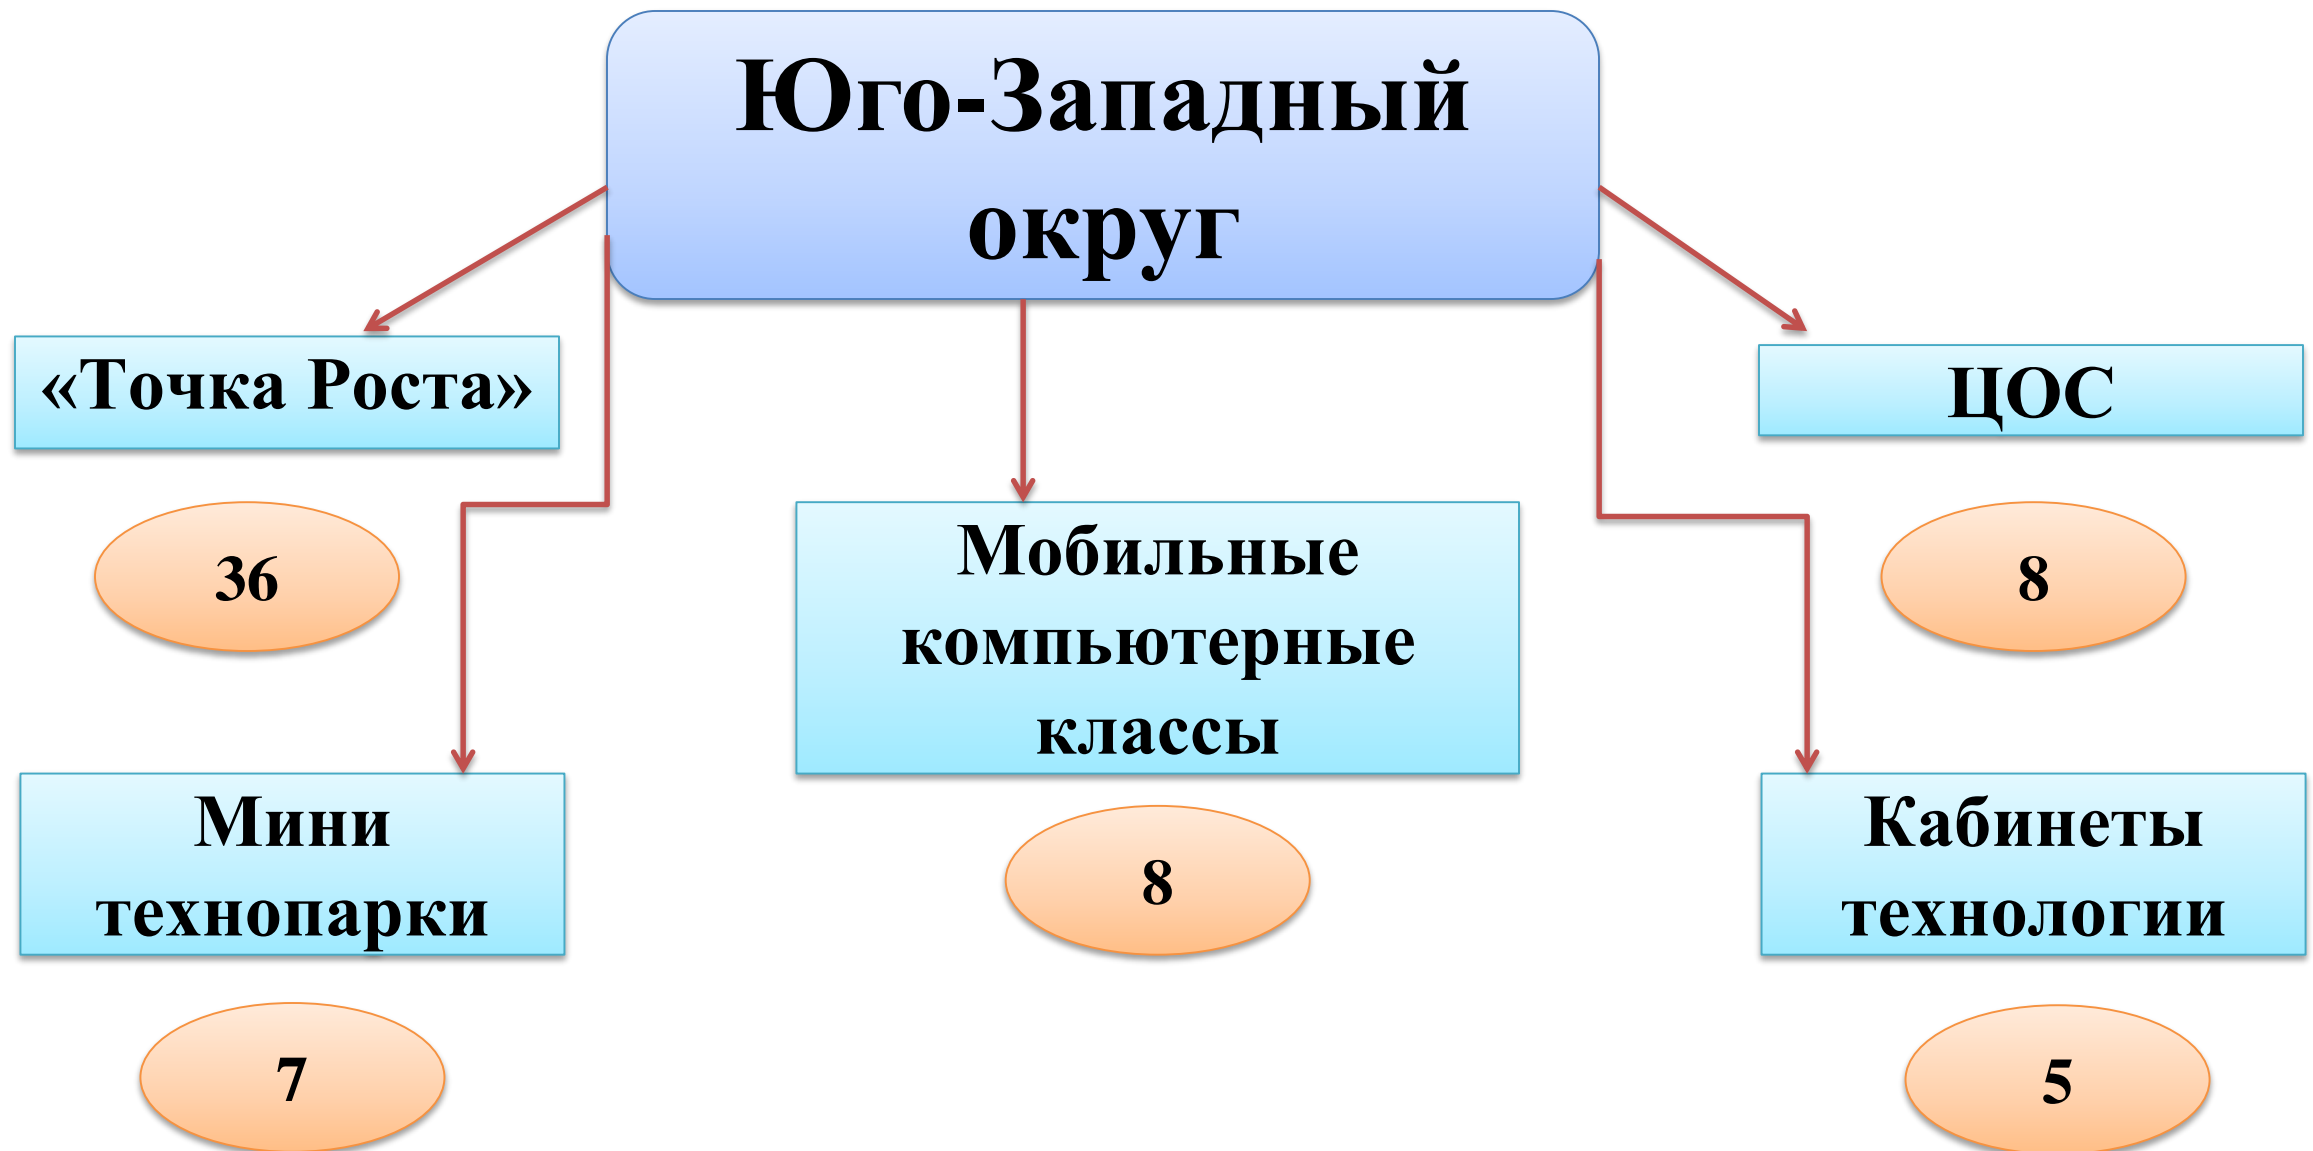 Юго-Западный
округ
«Точка Роста»
36
Мини
технопарки
7
Мобильные
компьютерные
классы
8
ЦОС
8
Кабинеты
технологии
5